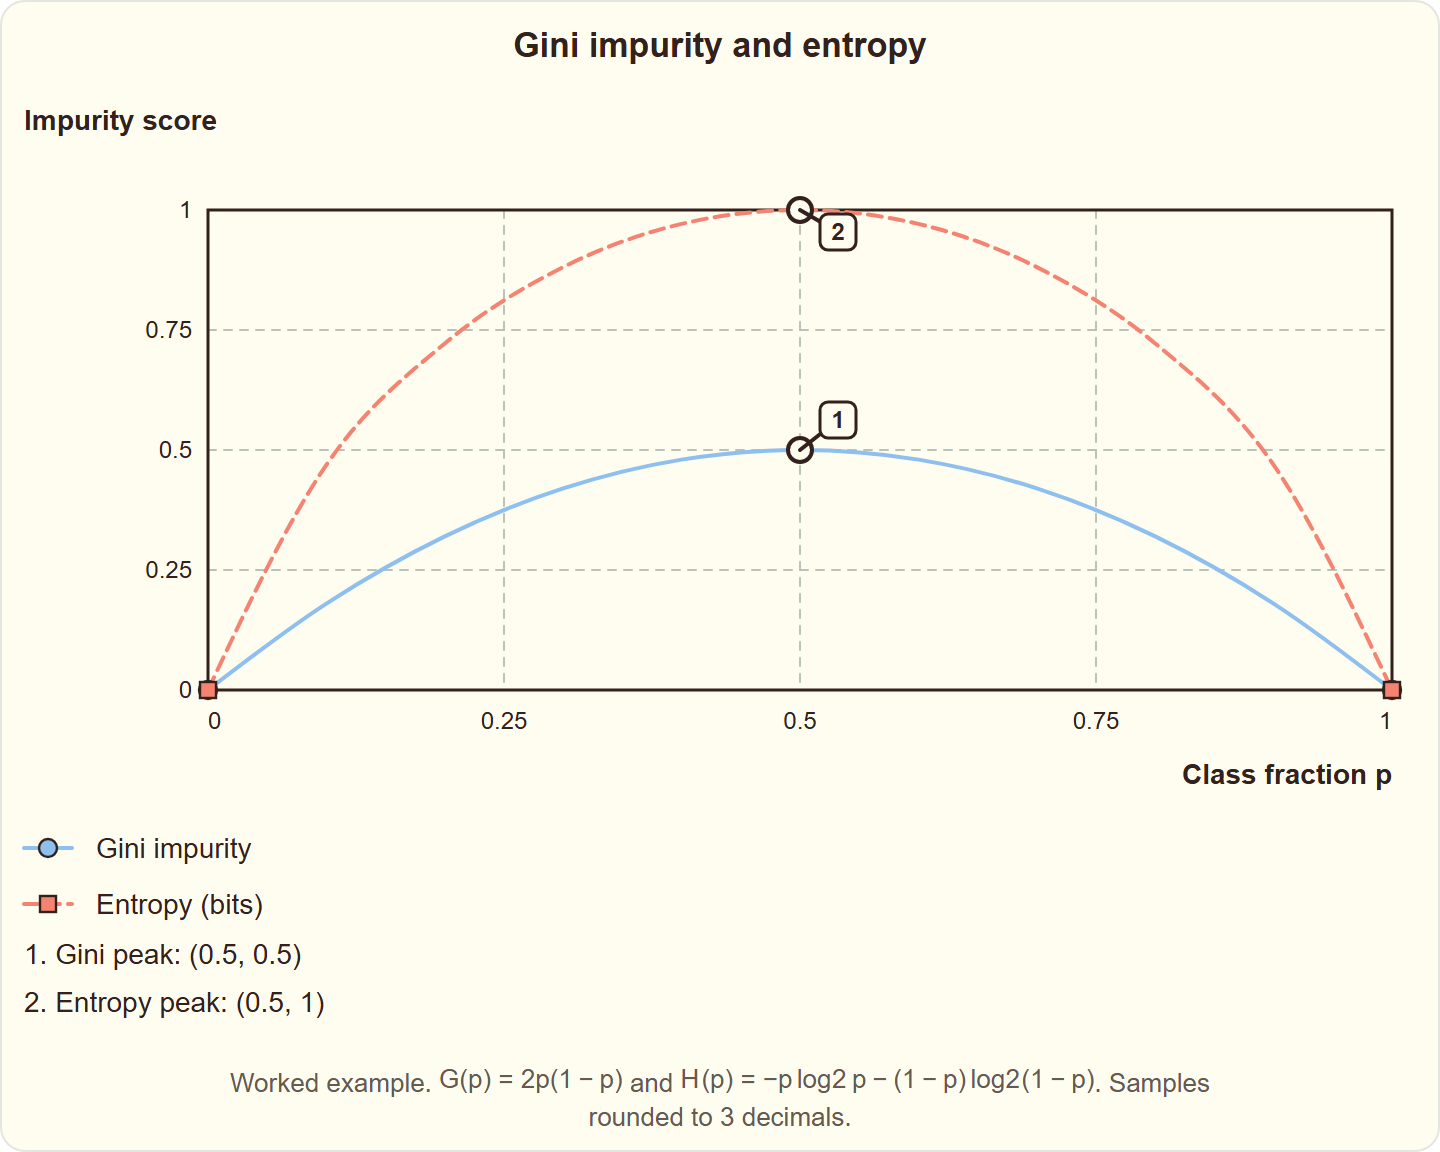 Gini impurity and entropy
Impurity score
1
2
0.75
1
0.5
0.25
0
0 0.25 0.5 0.75 1
Class fraction p
Gini impurity
Entropy (bits)
1. Gini peak: (0.5, 0.5)
2. Entropy peak: (0.5, 1)
Worked example. G(p) = 2p(1 − p) and H(p) = −p log2 p − (1 − p) log2(1 − p). Samples
rounded to 3 decimals.